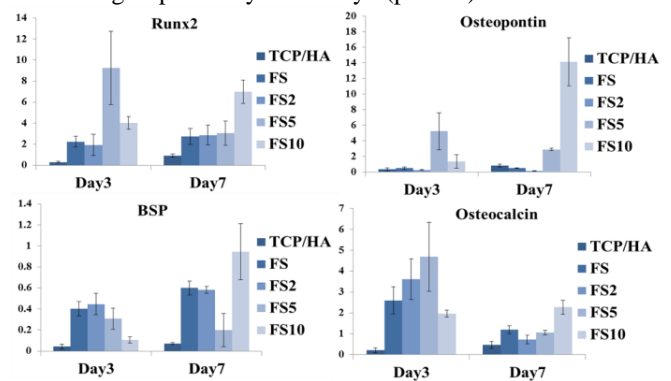 Runx2
14
12
10
8
6
4
2
0
Day3 Day7
TCP/HA
FS
FS2
FS5
FS10
Osteopontin
20
18
16
14
12
10
8
6
4
2
0
Day3 Day7
TCP/HA
FS
FS2
FS5
FS10
BSP
1.4
1.2
1
0.8
0.6
0.4
0.2
0
Day3 Day7
TCP/HA
FS
FS2
FS5
FS10
Osteocalcin
7
6
5
4
3
2
1
0
Day3 Day7
TCP/HA
FS
FS2
FS5
FS10